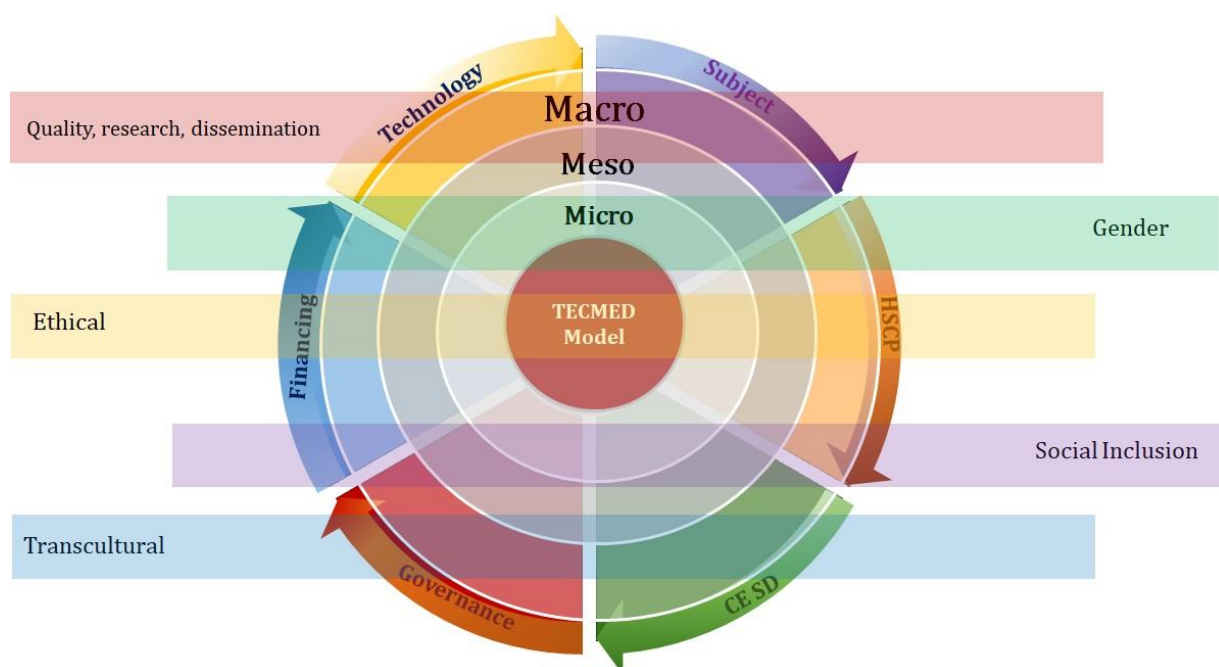 Technology
Subject
Macro
Quality, research, dissemination
Meso
Micro
Gender
Ethical
TECMED
Model
Financing
HSCP
Social Inclusion
Transcultural
Governance
CE SD